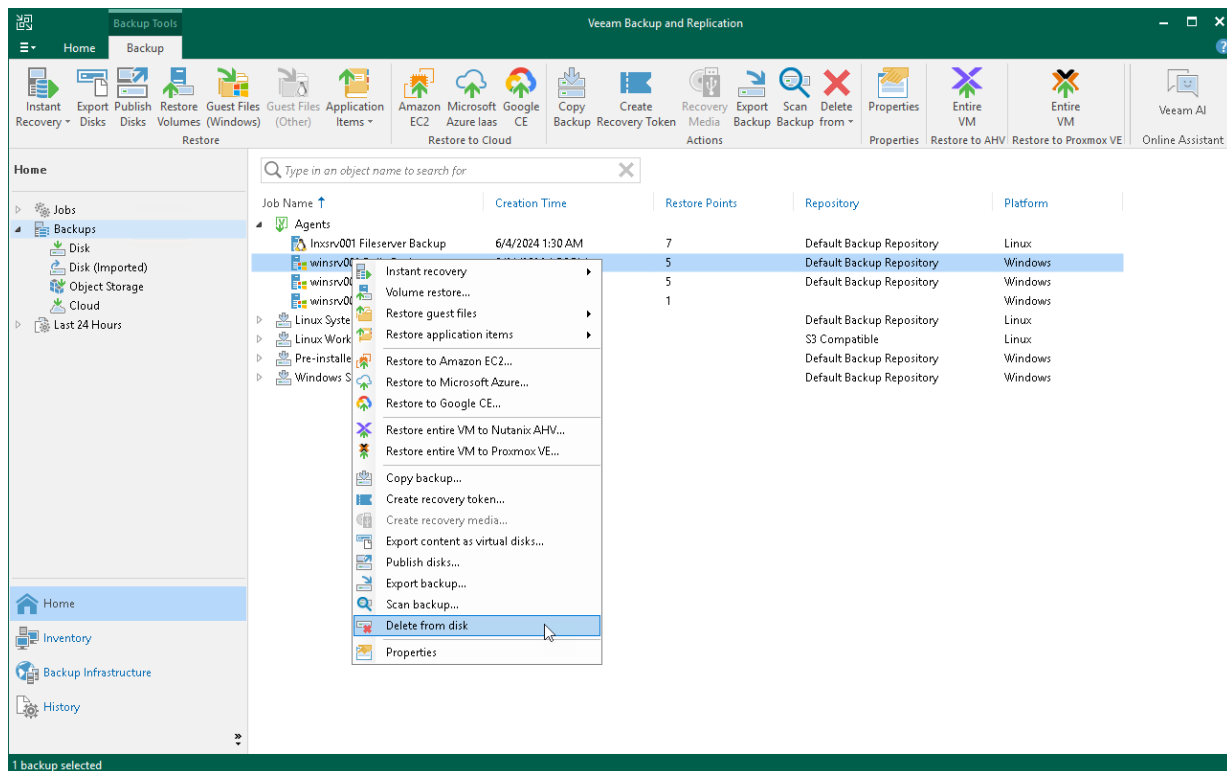 Backup Tools
Veeam Backup and Replication
Home Backup
Instant Recovery
Export Disks
Publish Disks
Restore Volumes
Guest Files (Windows)
Guest Files (Other)
Application Items
Amazon EC2
Microsoft Azure Iaas
Google CE
Copy Backup
Create Recovery Token
Recovery Media
Export Backup
Scan Backup
Delete from
Properties
Entire VM
Entire VM
Veeam AI
Restore
Restore to Cloud
Actions
Properties
Restore to AHV
Restore to Proxmox VE
Online Assistant
Home
Type in an object name to search for
Jobs
Backups
Disk
Disk (Imported)
Object Storage
Cloud
Last 24 Hours
Job Name Creation Time Restore Points Repository Platform
Agents
lnxsrv001 Fileserver Backup 6/4/2024 1:30 AM 7 Default Backup Repository Linux
5 Default Backup Repository Windows
5 Default Backup Repository Windows
1 Windows
Linux Syste Default Backup Repository Linux
Linux Work S3 Compatible Linux
Pre-installe Default Backup Repository Windows
Windows S Default Backup Repository Windows
Instant recovery
Volume restore...
Restore guest files
Restore application items
Restore to Amazon EC2...
Restore to Microsoft Azure...
Restore to Google CE...
Restore entire VM to Nutanix AHV...
Restore entire VM to Proxmox VE...
Copy backup...
Create recovery token...
Create recovery media...
Export content as virtual disks...
Publish disks...
Export backup...
Scan backup...
Delete from disk
Properties
Home
Inventory
Backup Infrastructure
History
1 backup selected